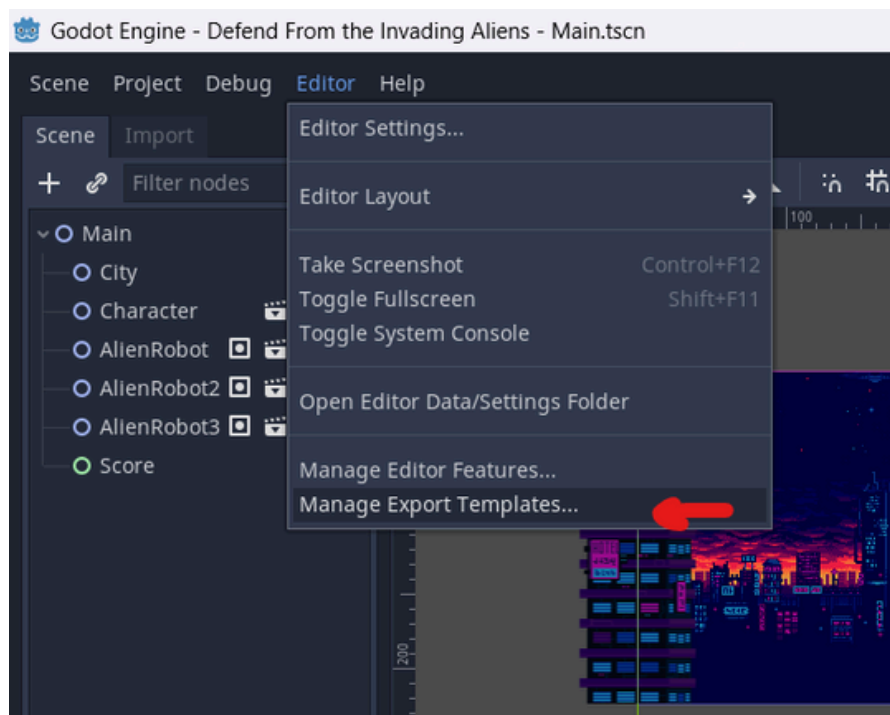 Godot Engine - Defend From the Invading Aliens - Main.tscn
Scene Project Debug Editor Help
Scene Import
Filter nodes
Main
City
Character
AlienRobot
AlienRobot2
AlienRobot3
Score
Editor Settings...
Editor Layout
Take Screenshot Control+F12
Toggle Fullscreen Shift+F11
Toggle System Console
Open Editor Data/Settings Folder
Manage Editor Features...
Manage Export Templates...
100
200